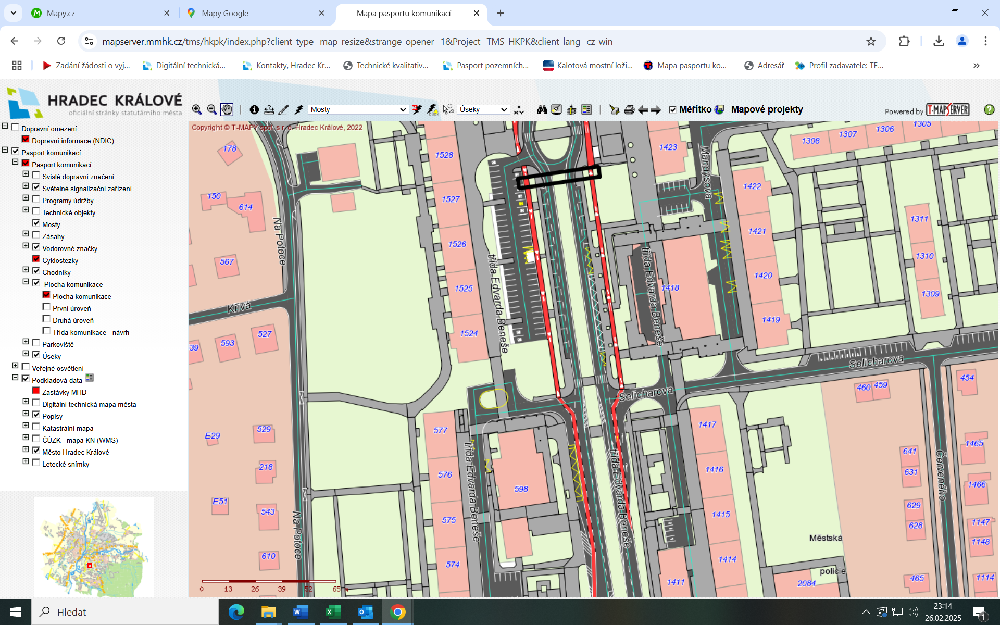 Mapy.cz
Mapy Google
Mapa pasportu komunikací
mapserver.mmhk.cz/tms/hkpk/index.php?client_type=map_resize&strange_opener=1&Project=TMS_HKPK&client_lang=cz_win
Zadání žádosti o vyj...
Digitální technická...
Kontakty, Hradec Kr...
Technické kvalitativ...
Pasport pozemních...
Kalotová mostní loži...
Mapa pasportu ko...
Adresář
Profil zadavatele: TE...
HRADEC KRÁLOVÉ
oficiální stránky statutárního města
Mosty
Úseky
Měřítko
Mapové projekty
Powered by T-MAPSERVER
Dopravní omezení
Dopravní informace (NDIC)
Pasport komunikací
Pasport komunikací
Svislé dopravní značení
Světelné signalizační zařízení
Programy údržby
Technické objekty
Mosty
Zásahy
Vodorovné značky
Cyklostezky
Chodníky
Plocha komunikace
Plocha komunikace
První úroveň
Druhá úroveň
Třída komunikace - návrh
Parkoviště
Úseky
Veřejné osvětlení
Podkladová data
Zastávky MHD
Digitální technická mapa města
Popisy
Katastrální mapa
ČÚZK - mapa KN (WMS)
Město Hradec Králové
Letecké snímky
Copyright © T-MAPY spol. s r. o. Hradec Králové, 2022
178
1528
1423
1308
1307
1306
1305
Mandysova
150
614
1527
1422
1311
Na Potoce
567
1526
třída Edvarda Beneše
třída Edvarda Beneše
1421
1310
1525
1418
1420
1309
Křivá
527
593
39
1524
1419
Selicharova
Selicharova
454
460
459
577
1417
E29
529
třída Edvarda Beneše
třída Edvarda Beneše
1465
641
Červeného
218
576
1416
631
598
1466
E51
543
Na Potoce
575
1415
629
628
1147
Městská
policie
1148
610
574
1414
1411
2084
465
1114
0 13 26 39 52 65 m
Hledat
23:14
26.02.2025
1